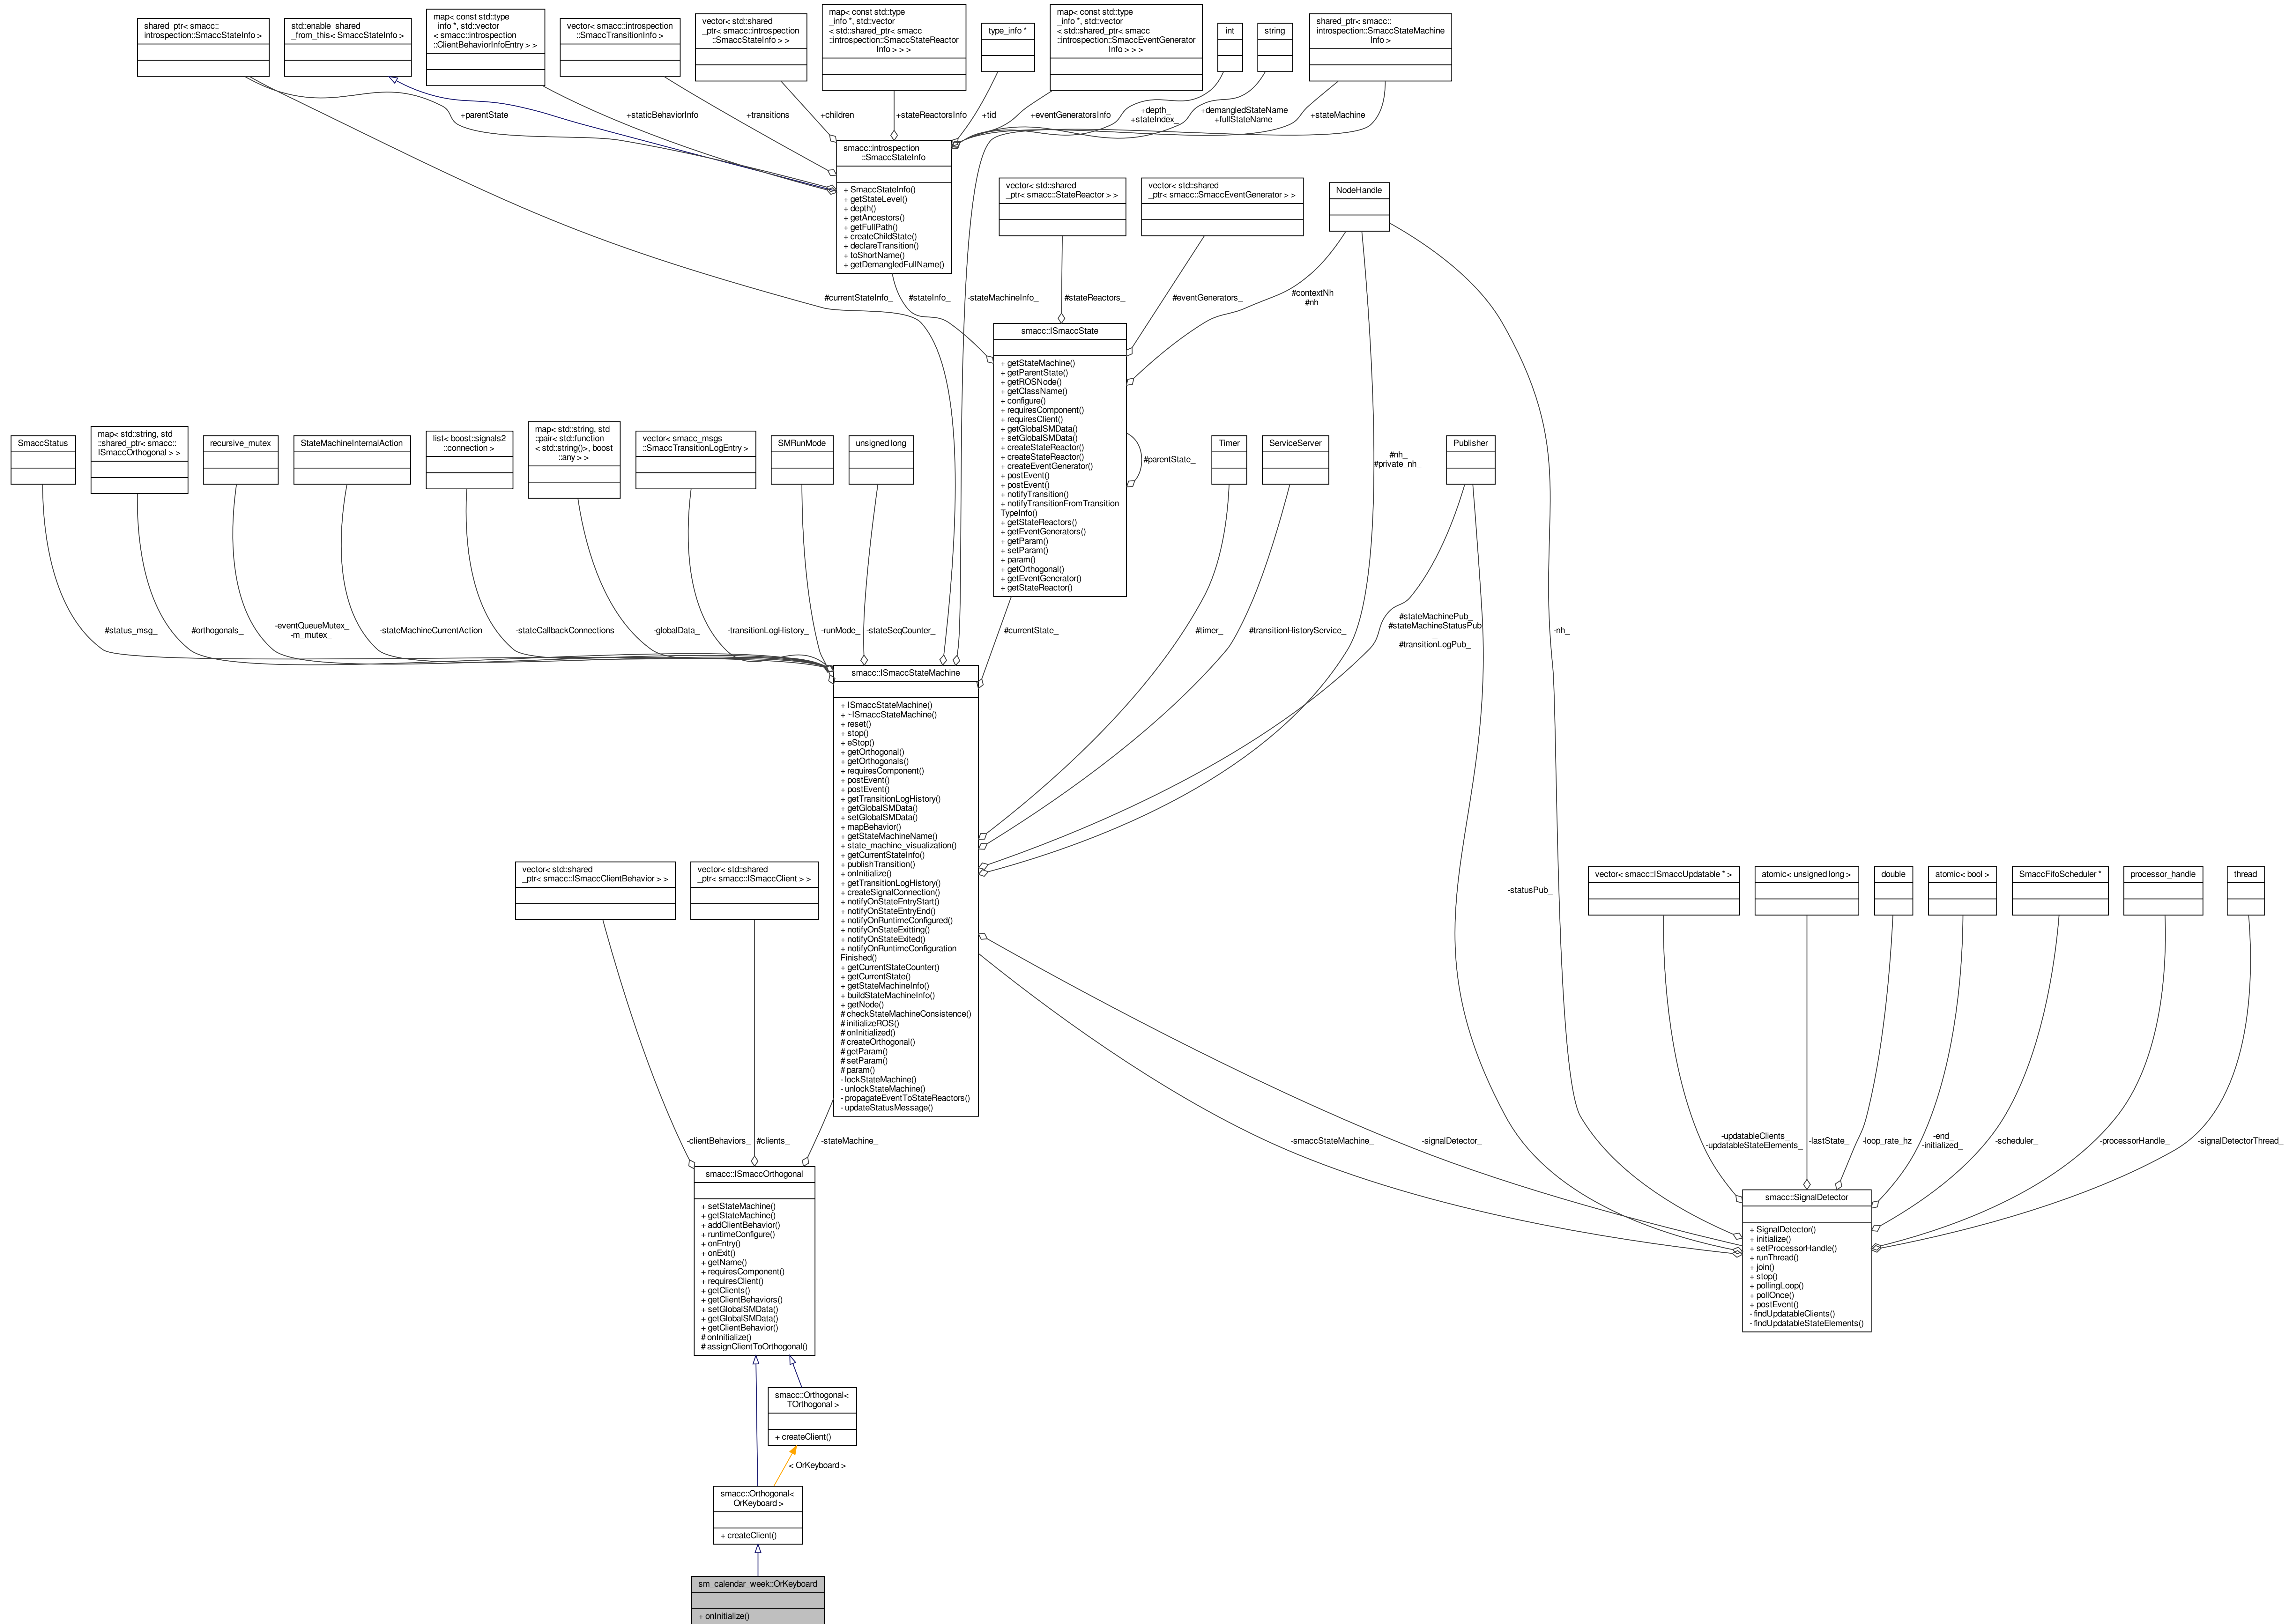 shared_ptr< smacc::
introspection::SmaccStateInfo >
std::enable_shared
_from_this< SmaccStateInfo >
map< const std::type
_info *, std::vector
< smacc::introspection
::ClientBehaviorInfoEntry > >
vector< smacc::introspection
::SmaccTransitionInfo >
vector< std::shared
_ptr< smacc::introspection
::SmaccStateInfo > >
map< const std::type
_info *, std::vector
< std::shared_ptr< smacc
::introspection::SmaccStateReactor
Info > > >
type_info *
map< const std::type
_info *, std::vector
< std::shared_ptr< smacc
::introspection::SmaccEventGenerator
Info > > >
int
string
shared_ptr< smacc::
introspection::SmaccStateMachine
Info >
+parentState_
+staticBehaviorInfo
+transitions_
+children_
+stateReactorsInfo
+tid_
+eventGeneratorsInfo
+depth_
+stateIndex_
+demangledStateName
+fullStateName
+stateMachine_
smacc::introspection
::SmaccStateInfo
+ SmaccStateInfo()
+ getStateLevel()
+ depth()
+ getAncestors()
+ getFullPath()
+ createChildState()
+ declareTransition()
+ toShortName()
+ getDemangledFullName()
vector< std::shared
_ptr< smacc::StateReactor > >
vector< std::shared
_ptr< smacc::SmaccEventGenerator > >
NodeHandle
#currentStateInfo_
#stateInfo_
-stateMachineInfo_
#stateReactors_
#eventGenerators_
#contextNh
#nh
smacc::ISmaccState
+ getStateMachine()
+ getParentState()
+ getROSNode()
+ getClassName()
+ configure()
+ requiresComponent()
+ requiresClient()
+ getGlobalSMData()
+ setGlobalSMData()
+ createStateReactor()
+ createStateReactor()
+ createEventGenerator()
+ postEvent()
+ postEvent()
+ notifyTransition()
+ notifyTransitionFromTransition
TypeInfo()
+ getStateReactors()
+ getEventGenerators()
+ getParam()
+ setParam()
+ param()
+ getOrthogonal()
+ getEventGenerator()
+ getStateReactor()
#parentState_
SmaccStatus
map< std::string, std
::shared_ptr< smacc::
ISmaccOrthogonal > >
recursive_mutex
StateMachineInternalAction
list< boost::signals2
::connection >
map< std::string, std
::pair< std::function
< std::string()>, boost
::any > >
vector< smacc_msgs
::SmaccTransitionLogEntry >
SMRunMode
unsigned long
Timer
ServiceServer
Publisher
#nh_
#private_nh_
#status_msg_
#orthogonals_
-eventQueueMutex_
-m_mutex_
-stateMachineCurrentAction
-stateCallbackConnections
-globalData_
-transitionLogHistory_
-runMode_
-stateSeqCounter_
#currentState_
#timer_
#transitionHistoryService_
#stateMachinePub_
#stateMachineStatusPub
_
#transitionLogPub_
-nh_
smacc::ISmaccStateMachine
+ ISmaccStateMachine()
+ ~ISmaccStateMachine()
+ reset()
+ stop()
+ eStop()
+ getOrthogonal()
+ getOrthogonals()
+ requiresComponent()
+ postEvent()
+ postEvent()
+ getTransitionLogHistory()
+ getGlobalSMData()
+ setGlobalSMData()
+ mapBehavior()
+ getStateMachineName()
+ state_machine_visualization()
+ getCurrentStateInfo()
+ publishTransition()
+ onInitialize()
+ getTransitionLogHistory()
+ createSignalConnection()
+ notifyOnStateEntryStart()
+ notifyOnStateEntryEnd()
+ notifyOnRuntimeConfigured()
+ notifyOnStateExitting()
+ notifyOnStateExited()
+ notifyOnRuntimeConfiguration
Finished()
+ getCurrentStateCounter()
+ getCurrentState()
+ getStateMachineInfo()
+ buildStateMachineInfo()
+ getNode()
# checkStateMachineConsistence()
# initializeROS()
# onInitialized()
# createOrthogonal()
# getParam()
# setParam()
# param()
- lockStateMachine()
- unlockStateMachine()
- propagateEventToStateReactors()
- updateStatusMessage()
vector< std::shared
_ptr< smacc::ISmaccClientBehavior > >
vector< std::shared
_ptr< smacc::ISmaccClient > >
-statusPub_
vector< smacc::ISmaccUpdatable * >
atomic< unsigned long >
double
atomic< bool >
SmaccFifoScheduler *
processor_handle
thread
-clientBehaviors_
#clients_
-stateMachine_
-smaccStateMachine_
-signalDetector_
-updatableClients_
-updatableStateElements_
-lastState_
-loop_rate_hz
-end_
-initialized_
-scheduler_
-processorHandle_
-signalDetectorThread_
smacc::ISmaccOrthogonal
+ setStateMachine()
+ getStateMachine()
+ addClientBehavior()
+ runtimeConfigure()
+ onEntry()
+ onExit()
+ getName()
+ requiresComponent()
+ requiresClient()
+ getClients()
+ getClientBehaviors()
+ setGlobalSMData()
+ getGlobalSMData()
+ getClientBehavior()
# onInitialize()
# assignClientToOrthogonal()
smacc::SignalDetector
+ SignalDetector()
+ initialize()
+ setProcessorHandle()
+ runThread()
+ join()
+ stop()
+ pollingLoop()
+ pollOnce()
+ postEvent()
- findUpdatableClients()
- findUpdatableStateElements()
smacc::Orthogonal<
TOrthogonal >
+ createClient()
< OrKeyboard >
smacc::Orthogonal<
OrKeyboard >
+ createClient()
sm_calendar_week::OrKeyboard
+ onInitialize()